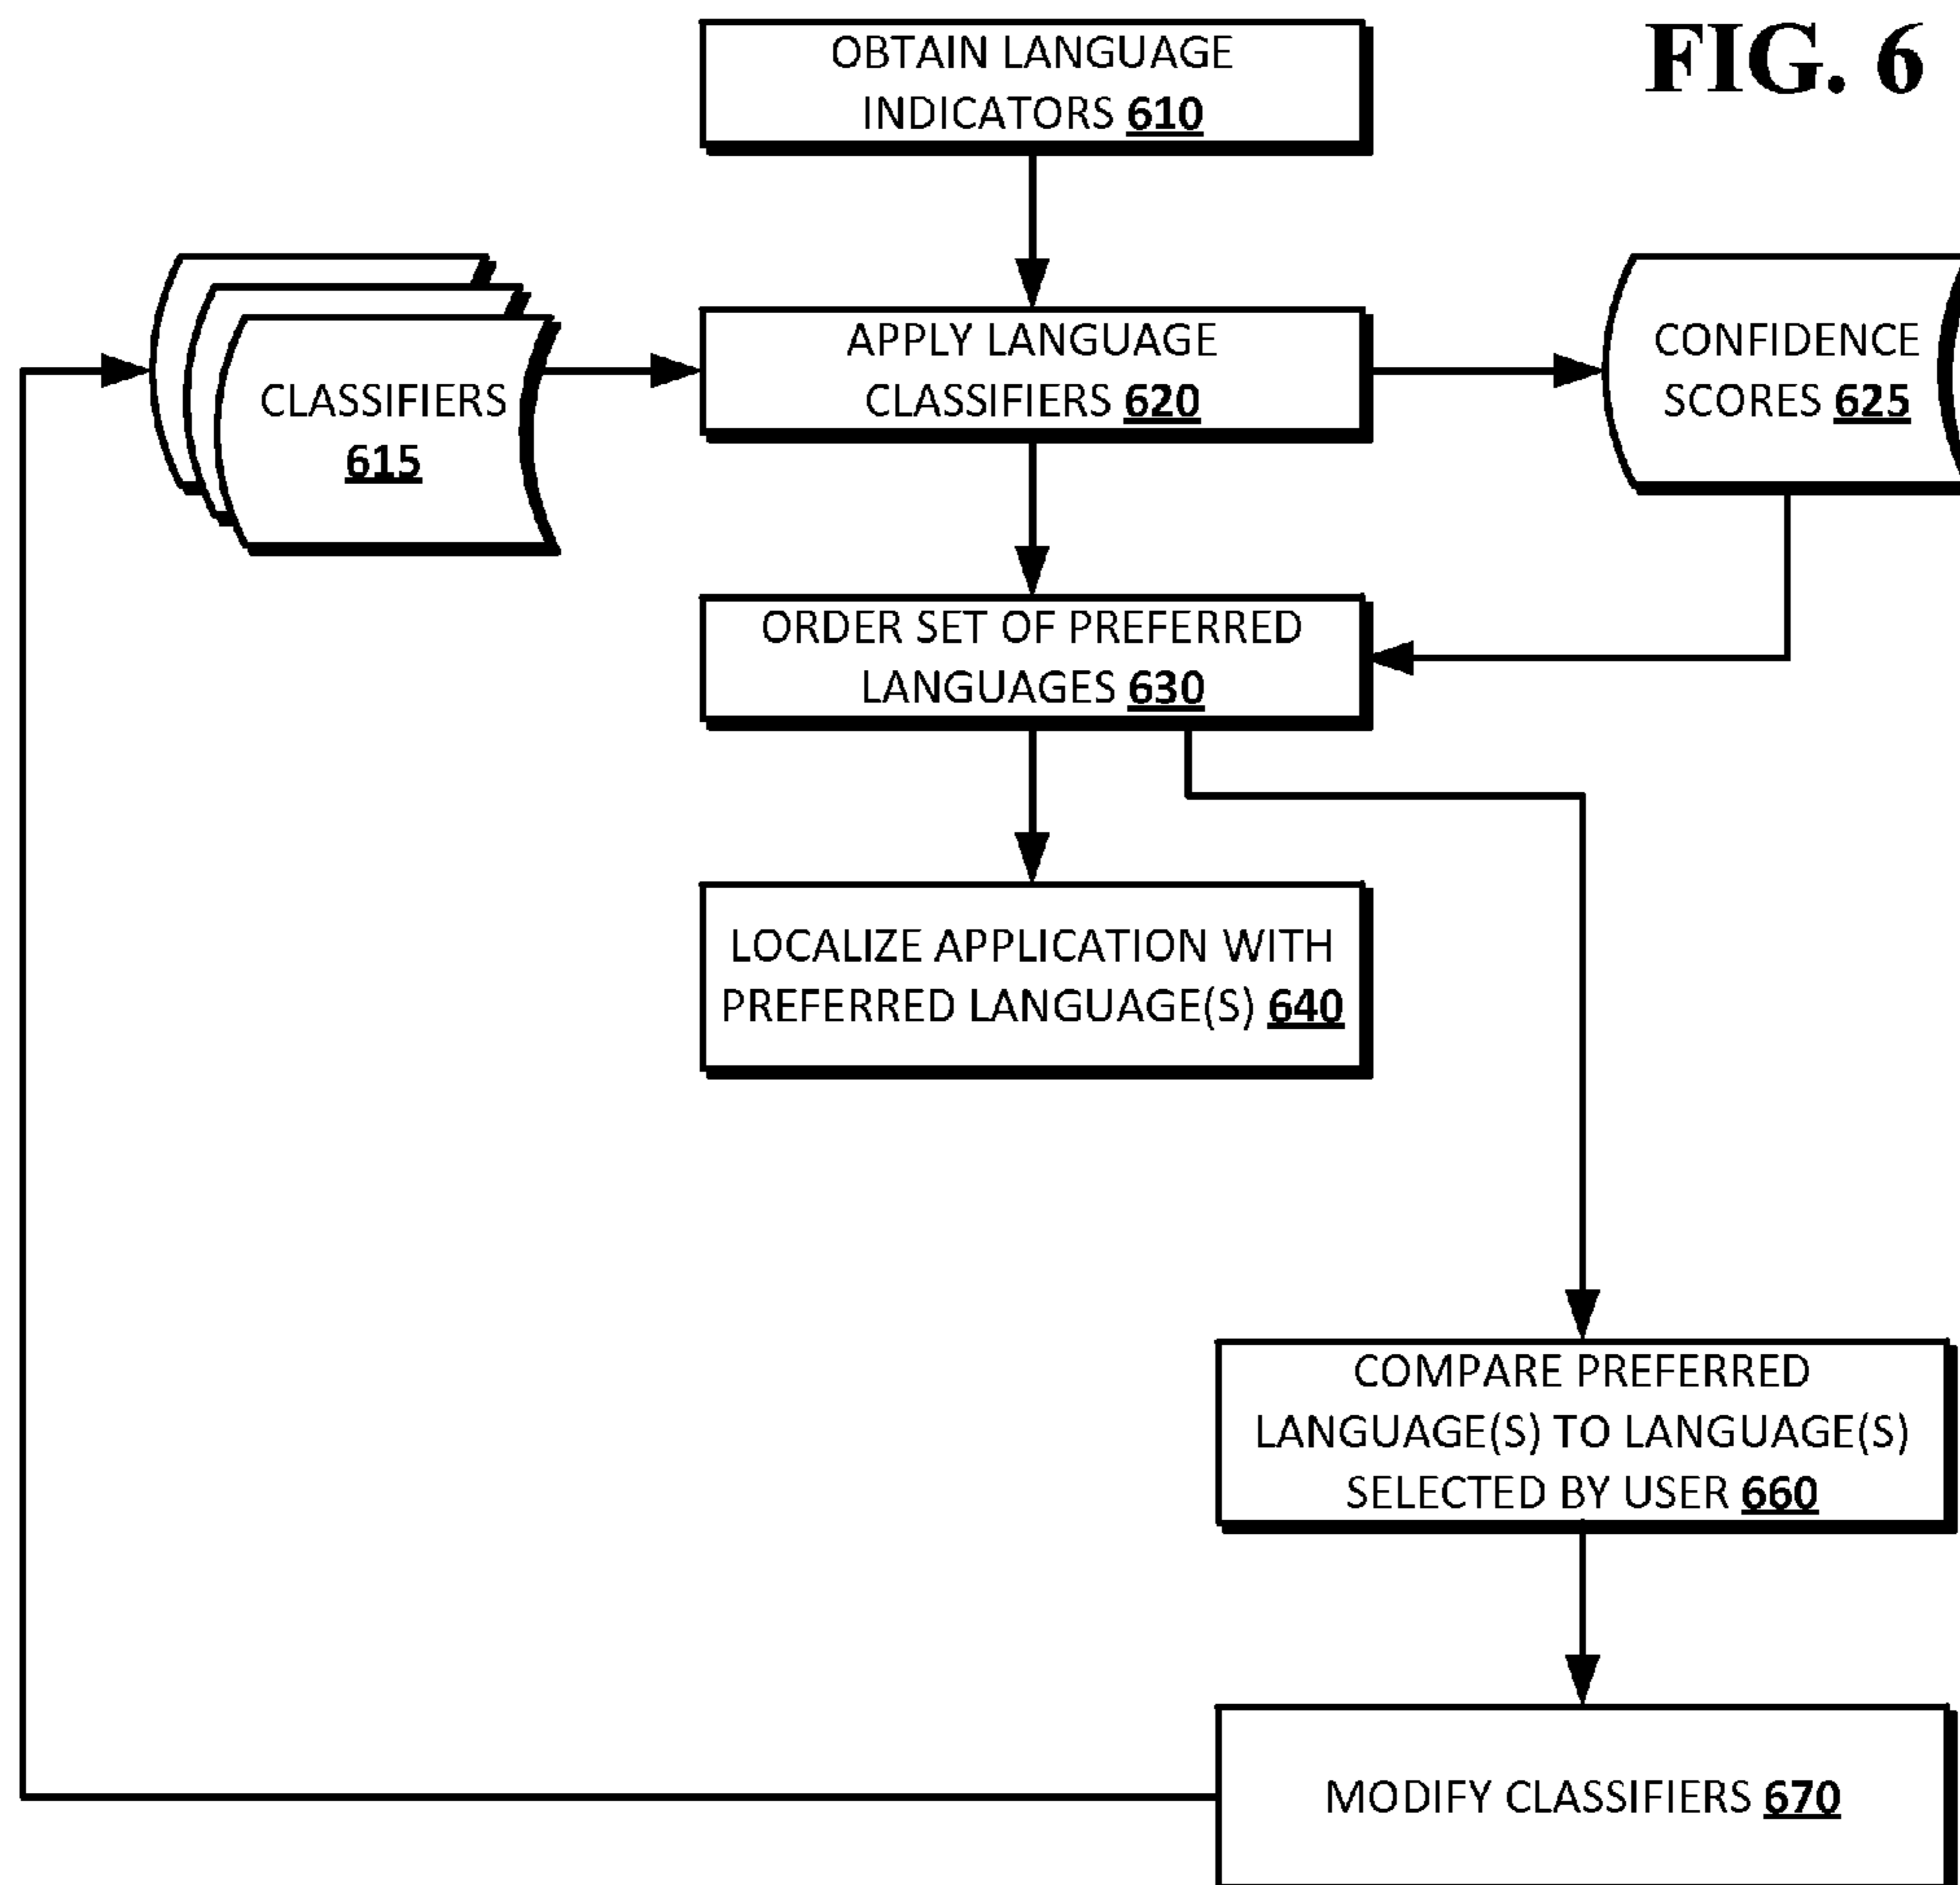 FIG. 6
OBTAIN LANGUAGE
INDICATORS 610
CLASSIFIERS
615
APPLY LANGUAGE
CLASSIFIERS 620
CONFIDENCE
SCORES 625
ORDER SET OF PREFERRED
LANGUAGES 630
LOCALIZE APPLICATION WITH
PREFERRED LANGUAGE(S) 640
COMPARE PREFERRED
LANGUAGE(S) TO LANGUAGE(S)
SELECTED BY USER 660
MODIFY CLASSIFIERS 670